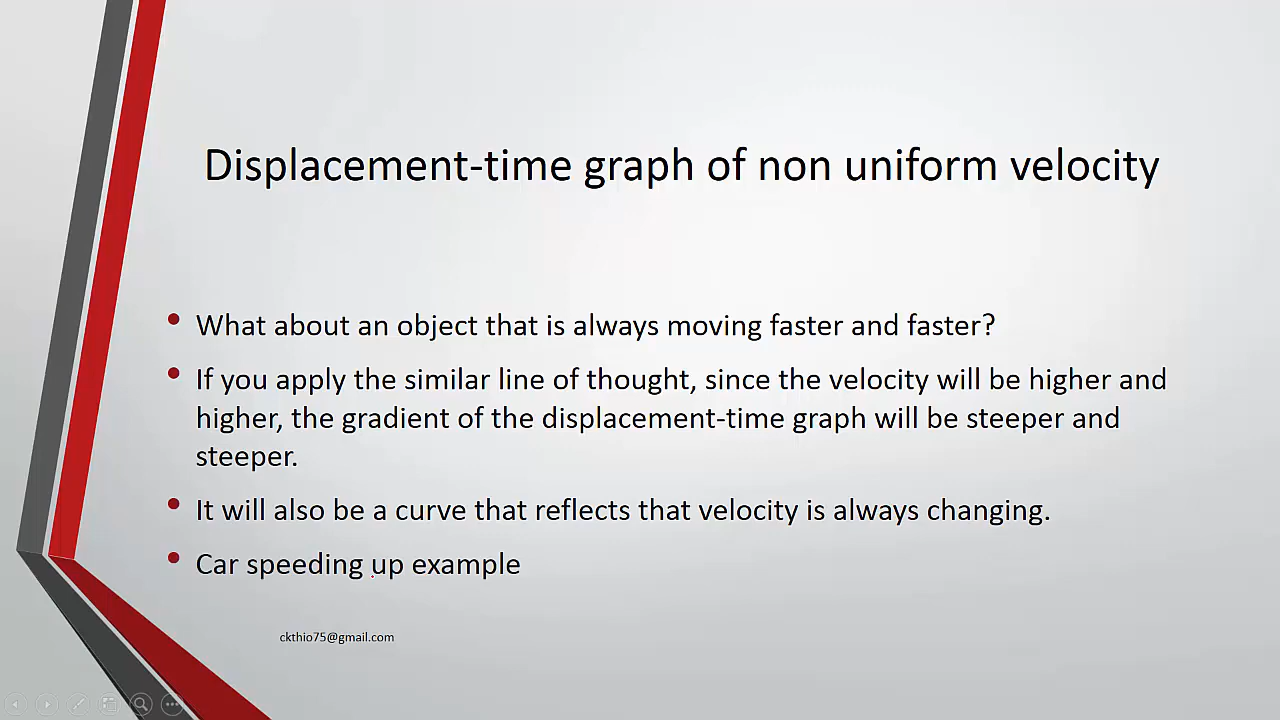 Displacement-time graph of non uniform velocity
• What about an object that is always moving faster and faster?
• If you apply the similar line of thought, since the velocity will be higher and
higher, the gradient of the displacement-time graph will be steeper and
steeper.
• It will also be a curve that reflects that velocity is always changing.
• Car speeding up example
ckthio75@gmail.com